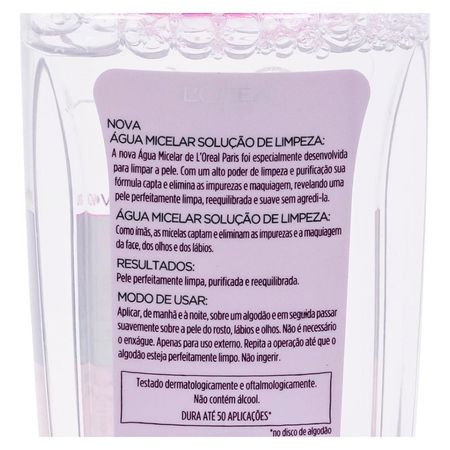 L'ORÉAL
NOVA
ÁGUA MICELAR SOLUÇÃO DE LIMPEZA:
A nova Água Micelar de L'Oreal Paris foi especialmente desenvolvida
para limpar a pele. Com um alto poder de limpeza e purificação sua
fórmula capta e elimina as impurezas e maquiagem, revelando uma
pele perfeitamente limpa, reequilibrada e suave sem agredi-la.
ÁGUA MICELAR SOLUÇÃO DE LIMPEZA:
Como ímãs, as micelas captam e eliminam as impurezas e a maquiagem
da face, dos olhos e dos lábios.
RESULTADOS:
Pele perfeitamente limpa, purificada e reequilibrada.
MODO DE USAR:
Aplicar, de manhã e à noite, sobre um algodão e em seguida passar
suavemente sobre a pele do rosto, lábios e olhos. Não é necessário
o enxágue. Apenas para uso externo. Repita a operação até que o
algodão esteja perfeitamente limpo. Não ingerir.
Testado dermatologicamente e oftalmologicamente.
Não contém álcool.
DURA ATÉ 50 APLICAÇÕES*
*no disco de algodão